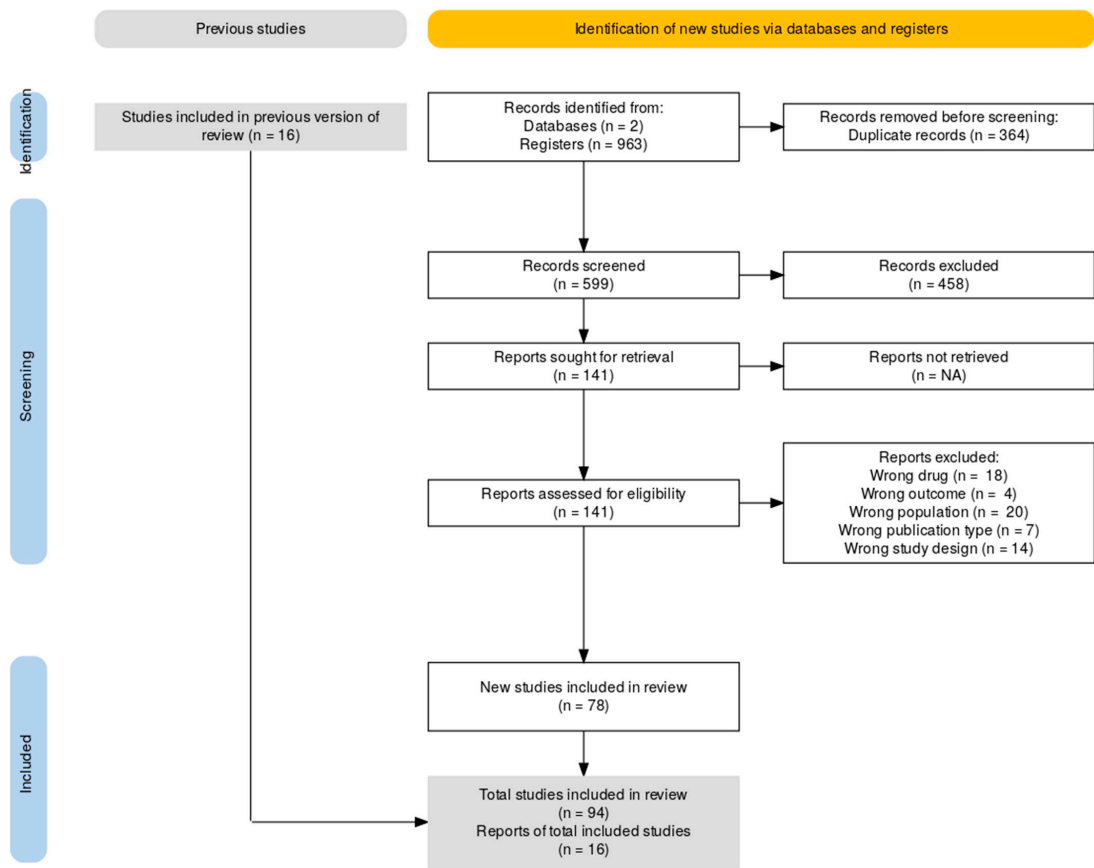 Previous studies
Identification of new studies via databases and registers
Identification
Studies included in previous version of
review (n = 16)
Records identified from:
Databases (n = 2)
Registers (n = 963)
Records removed before screening:
Duplicate records (n = 364)
Screening
Records screened
(n = 599)
Records excluded
(n = 458)
Reports sought for retrieval
(n = 141)
Reports not retrieved
(n = NA)
Reports assessed for eligibility
(n = 141)
Reports excluded:
Wrong drug (n =  18)
Wrong outcome (n =  4)
Wrong population (n =  20)
Wrong publication type (n = 7)
Wrong study design (n = 14)
Included
New studies included in review
(n = 78)
Total studies included in review
(n = 94)
Reports of total included studies
(n = 16)